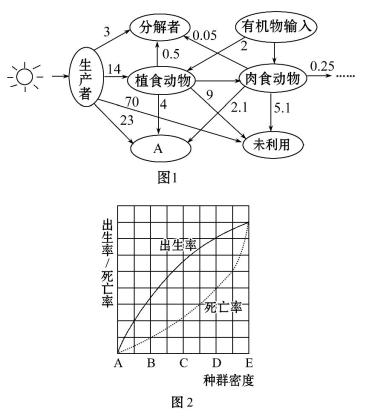 分解者
0.05
有机物输入
3
0.5
2
生产者
14
植食动物
肉食动物
0.25
……
70
4
9
2.1
5.1
23
A
未利用
图1
出生率/死亡率
出生率
死亡率
A B C D E
种群密度
图2